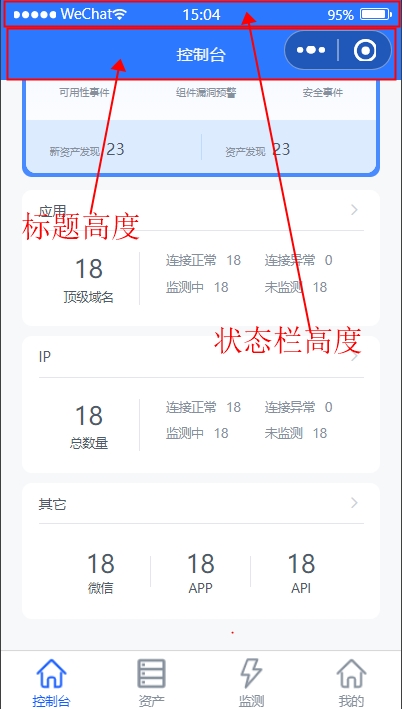 WeChat 15:04 95%
控制台
可用性事件 组件漏洞预警 安全事件
新资产发现 23 资产发现 23
应用
标题高度
18 连接正常 18 连接异常 0
顶级域名 监测中 18 未监测 18
状态栏高度
IP
18 连接正常 18 连接异常 0
总数量 监测中 18 未监测 18
其它
18 18 18
微信 APP API
控制台 资产 监测 我的